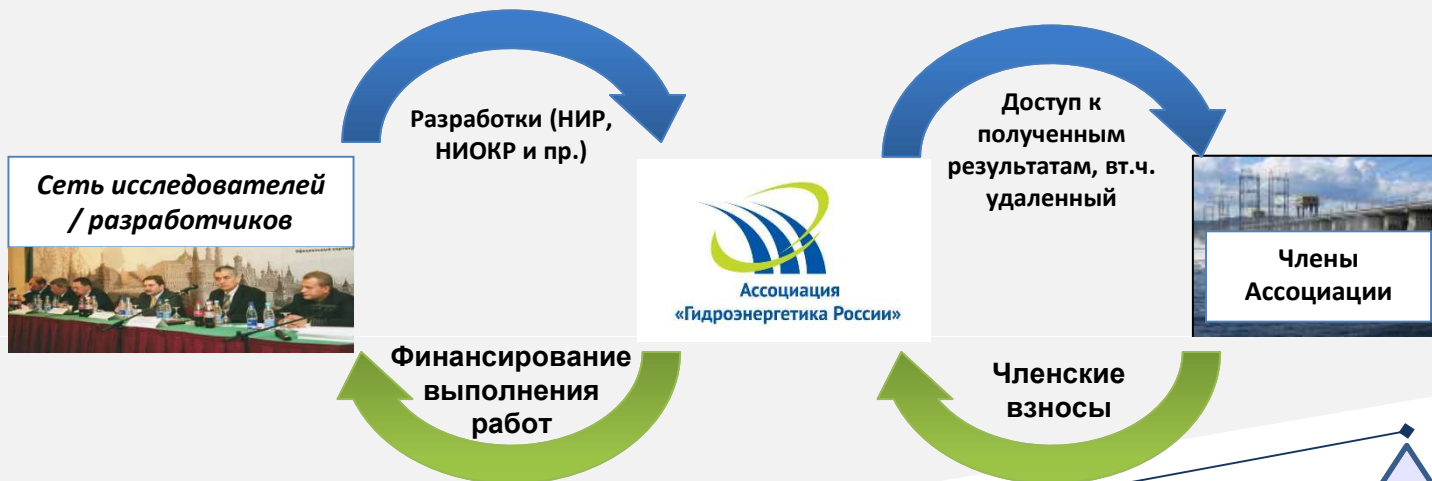 Разработки (НИР,
НИОКР и пр.)
Доступ к
полученным
результатам, вт.ч.
удаленный
Сеть исследователей
/ разработчиков
Ассоциация
«Гидроэнергетика России»
Члены
Ассоциации
Финансирование
выполнения
работ
Членские
взносы